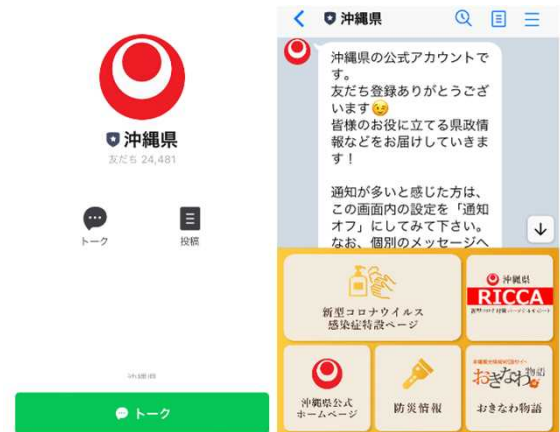 沖縄県
友だち 24,481
トーク
投稿
トーク
沖縄県
沖縄県の公式アカウントで
す。
友だち登録ありがとうござ
います😉
皆様のお役に立てる県政情
報などをお届けしていきま
す！
通知が多いと感じた方は、
この画面内の設定を「通知
オフ」にしてみて下さい。
なお、個別のメッセージへ
新型コロナウイルス
感染症特設ページ
沖縄県
RICCA
沖縄県公式
ホームページ
防災情報
おきなわ物語
おきなわ物語